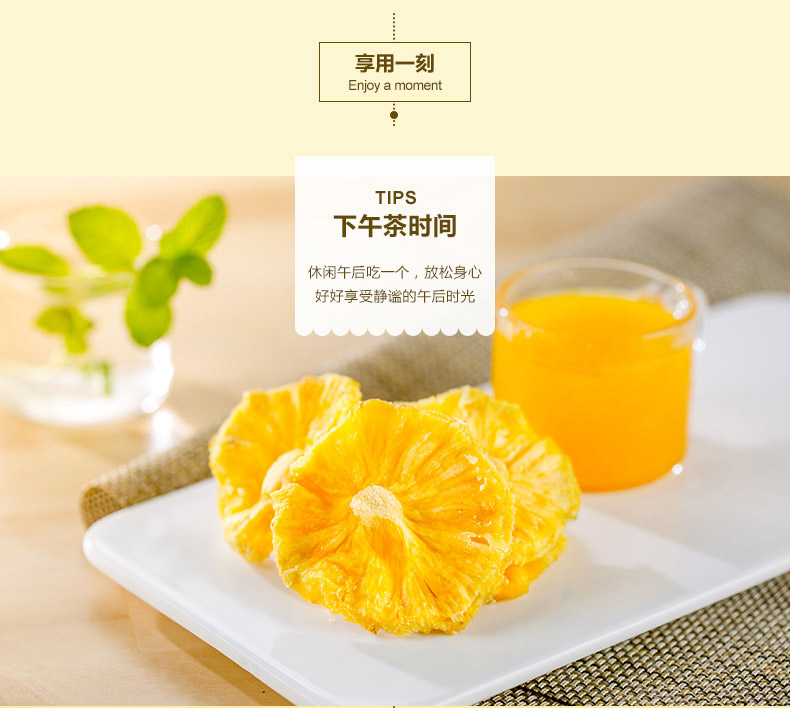 享用一刻
Enjoy a moment
TIPS
下午茶时间
休闲午后吃一个，放松身心
好好享受静谧的午后时光